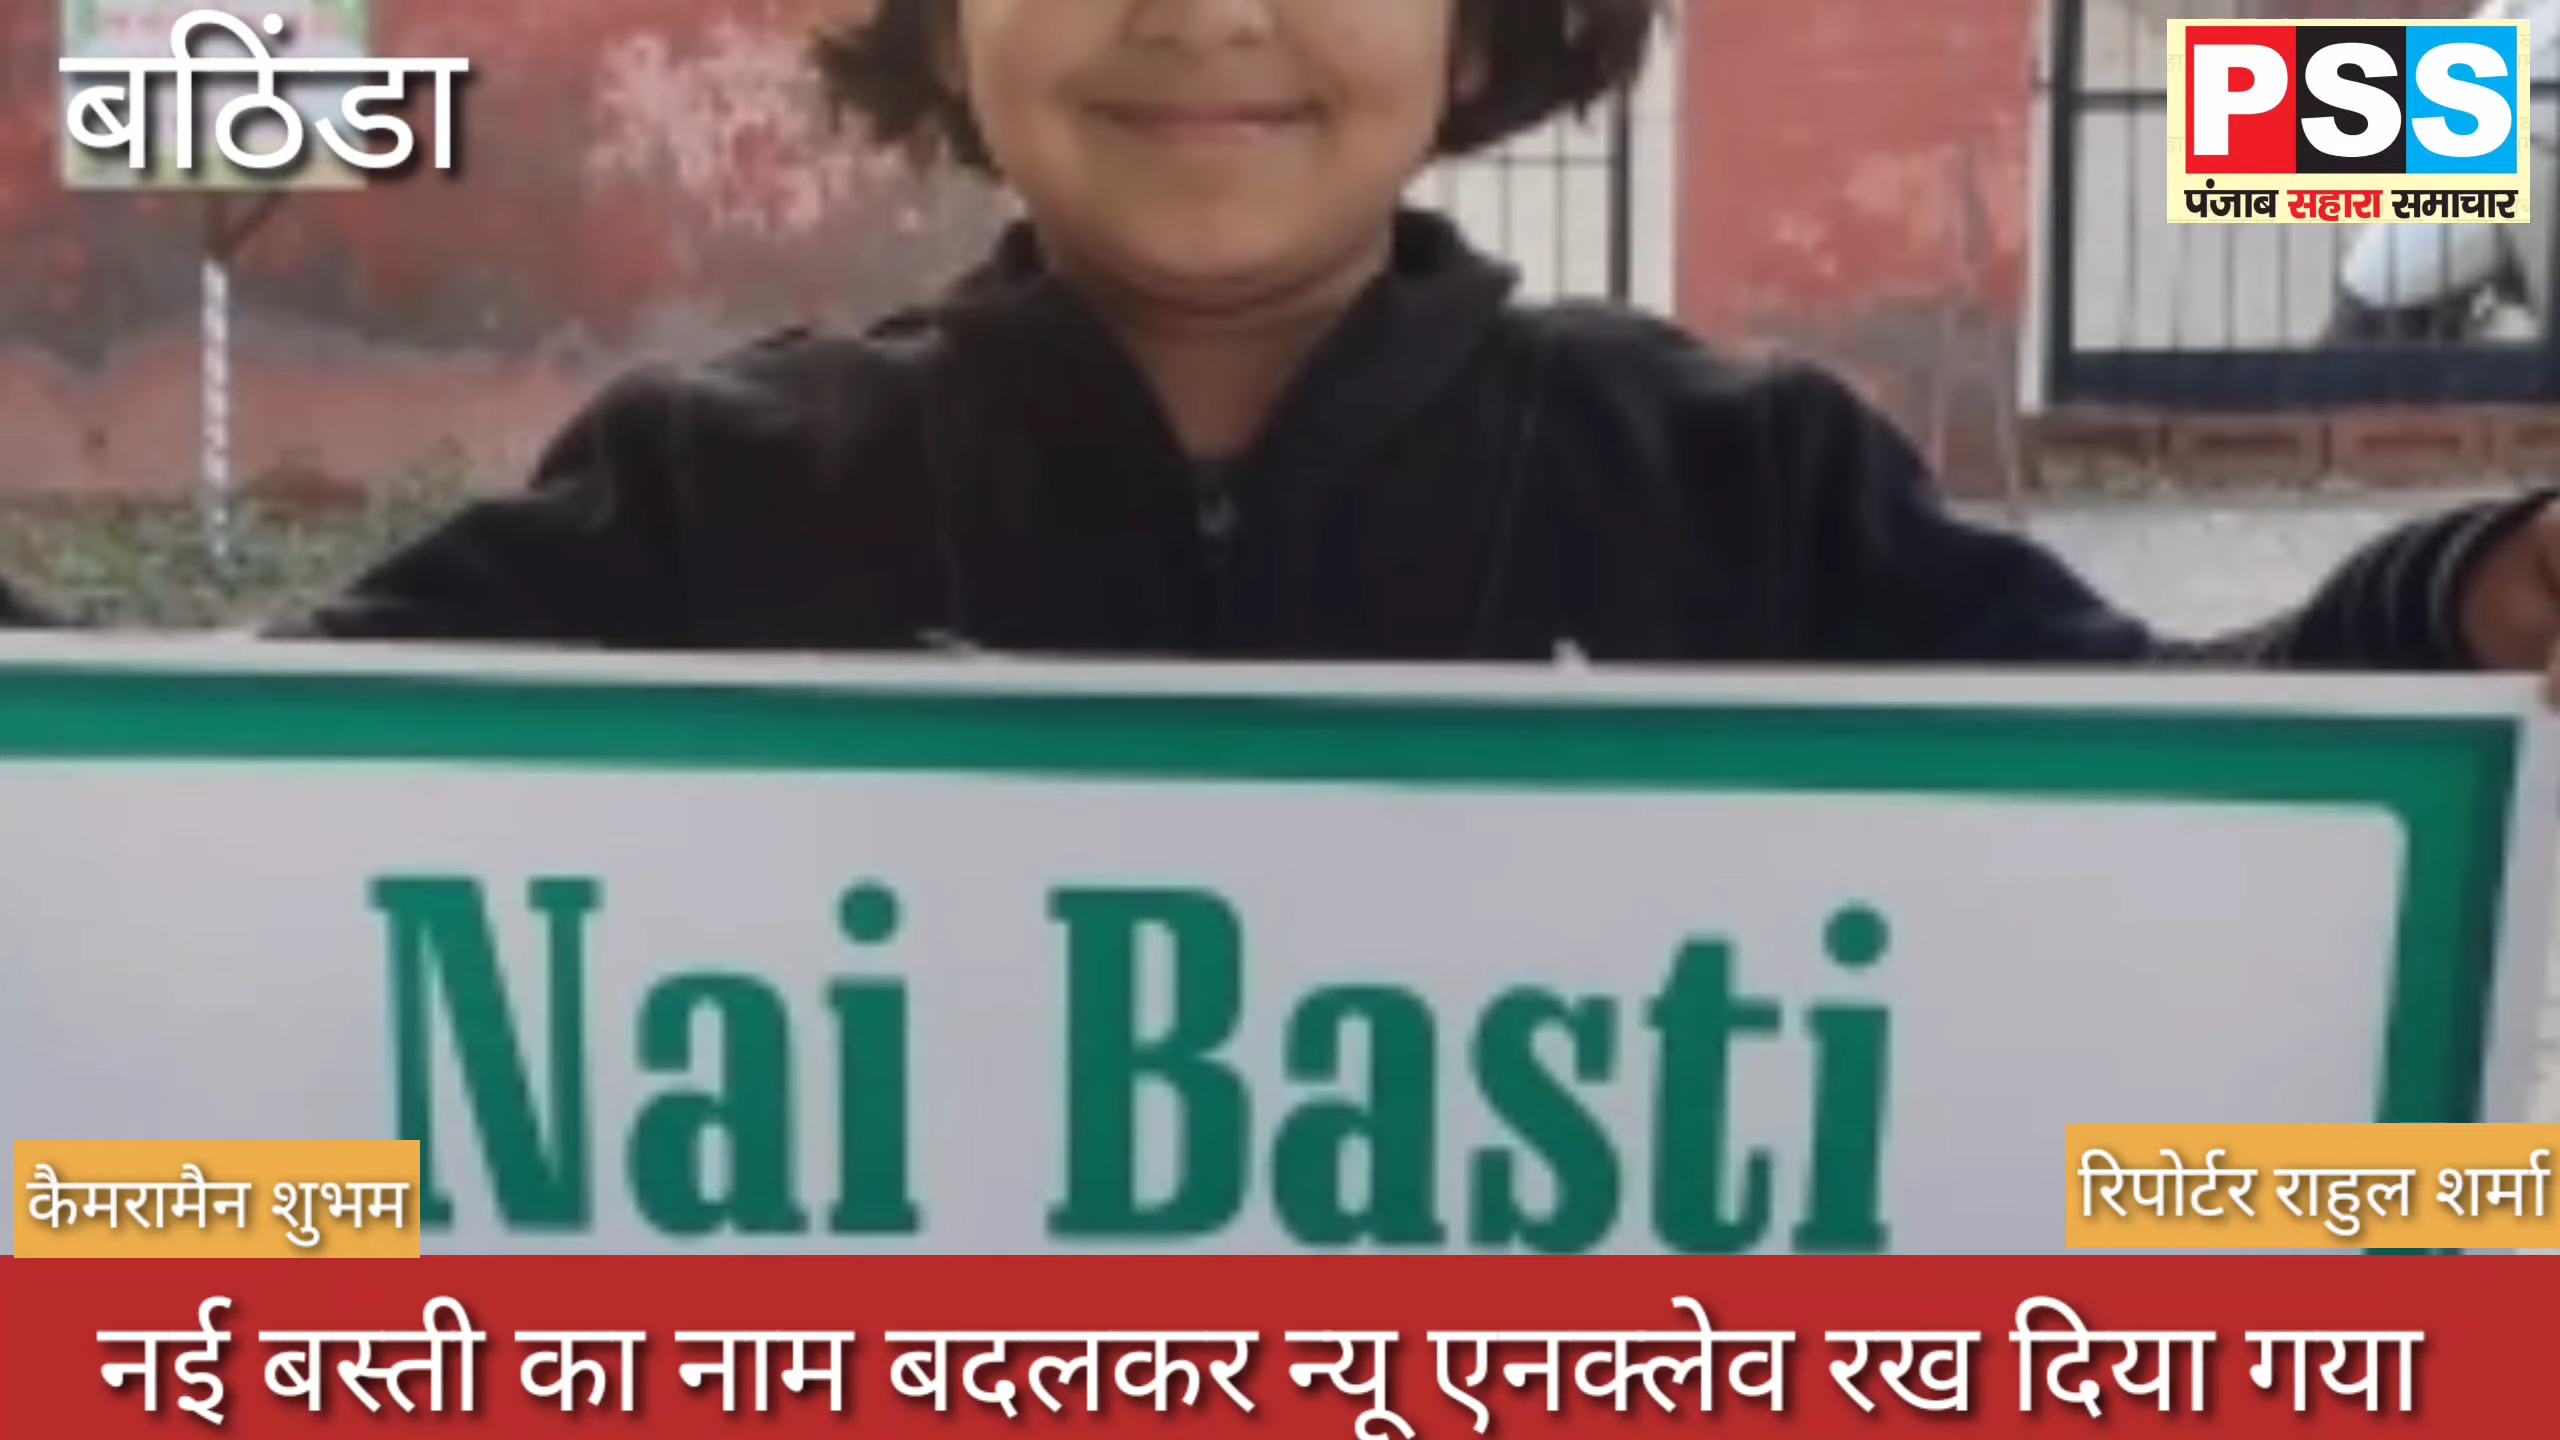 बठिंडा
PSS
पंजाब सहारा समाचार
Nai Basti
कैमरामैन शुभम
रिपोर्टर राहुल शर्मा
नई बस्ती का नाम बदलकर न्यू एनक्लेव रख दिया गया